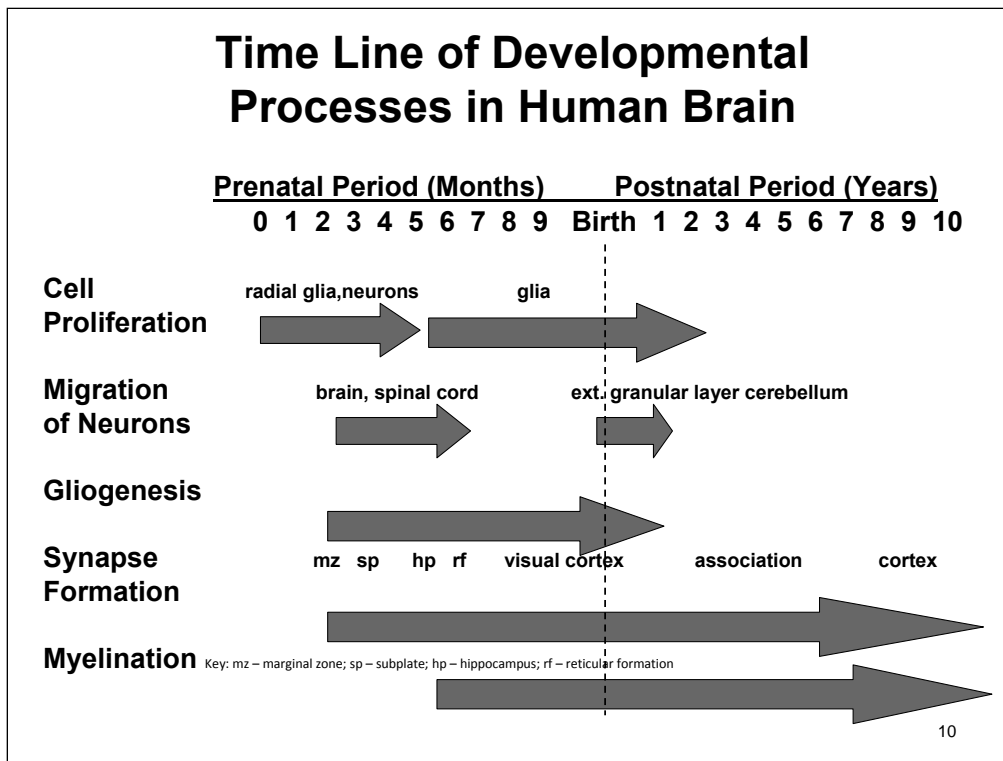 Time Line of Developmental
Processes in Human Brain
Prenatal Period (Months) Postnatal Period (Years)
0 1 2 3 4 5 6 7 8 9 Birth 1 2 3 4 5 6 7 8 9 10
Cell
Proliferation
radial glia,neurons glia
Migration
of Neurons
brain, spinal cord ext. granular layer cerebellum
Gliogenesis
Synapse
Formation
mz sp hp rf visual cortex association cortex
Myelination Key: mz – marginal zone; sp – subplate; hp – hippocampus; rf – reticular formation
10